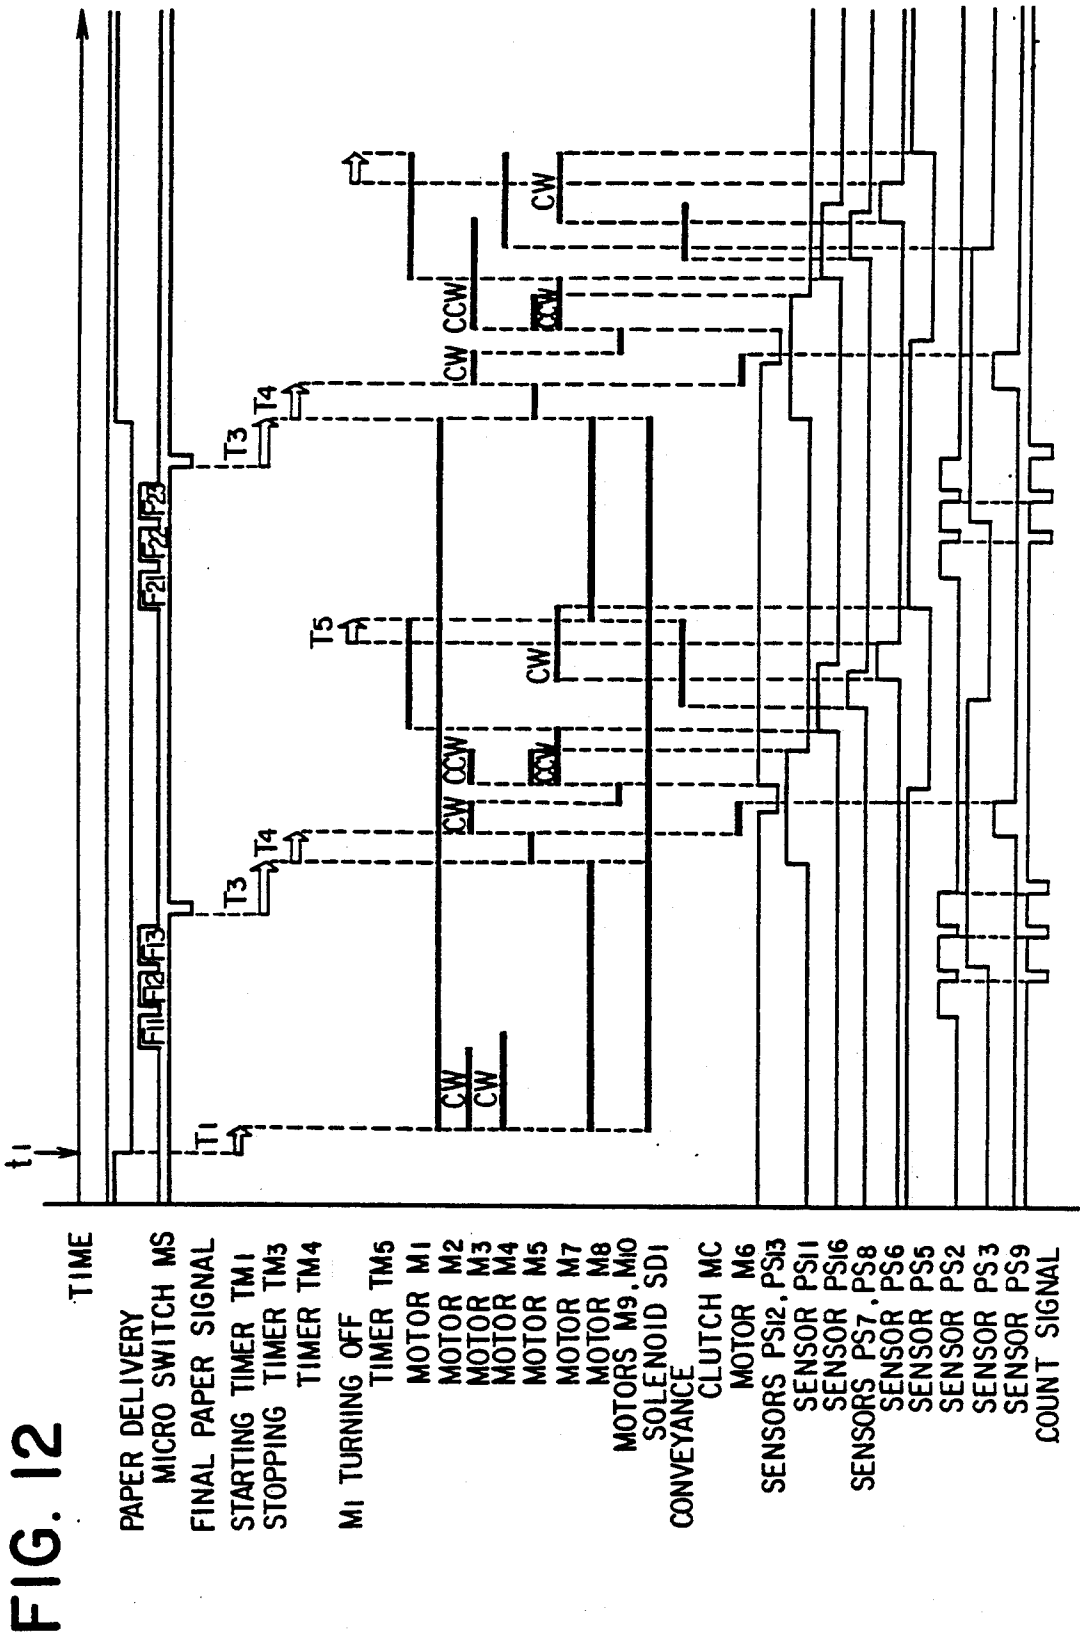 FIG. 12
t1
TIME
PAPER DELIVERY
MICRO SWITCH MS
F11 F12 F13
F21 F22 F23
FINAL PAPER SIGNAL
STARTING TIMER TM1
T1
STOPPING TIMER TM3
T3
T3
TIMER TM4
T4
T4
M1 TURNING OFF
TIMER TM5
T5
MOTOR M1
MOTOR M2
MOTOR M3
CW
CW
CCW
CW
CCW
MOTOR M4
CW
MOTOR M5
MOTOR M7
CCW
CW
CCW
CW
MOTOR M8
MOTORS M9,M10
SOLENOID SD1
CONVEYANCE
CLUTCH MC
MOTOR M6
SENSORS PS12,PS13
SENSOR PS11
SENSOR PS16
SENSORS PS7,PS8
SENSOR PS6
SENSOR PS5
SENSOR PS2
SENSOR PS3
SENSOR PS9
COUNT SIGNAL